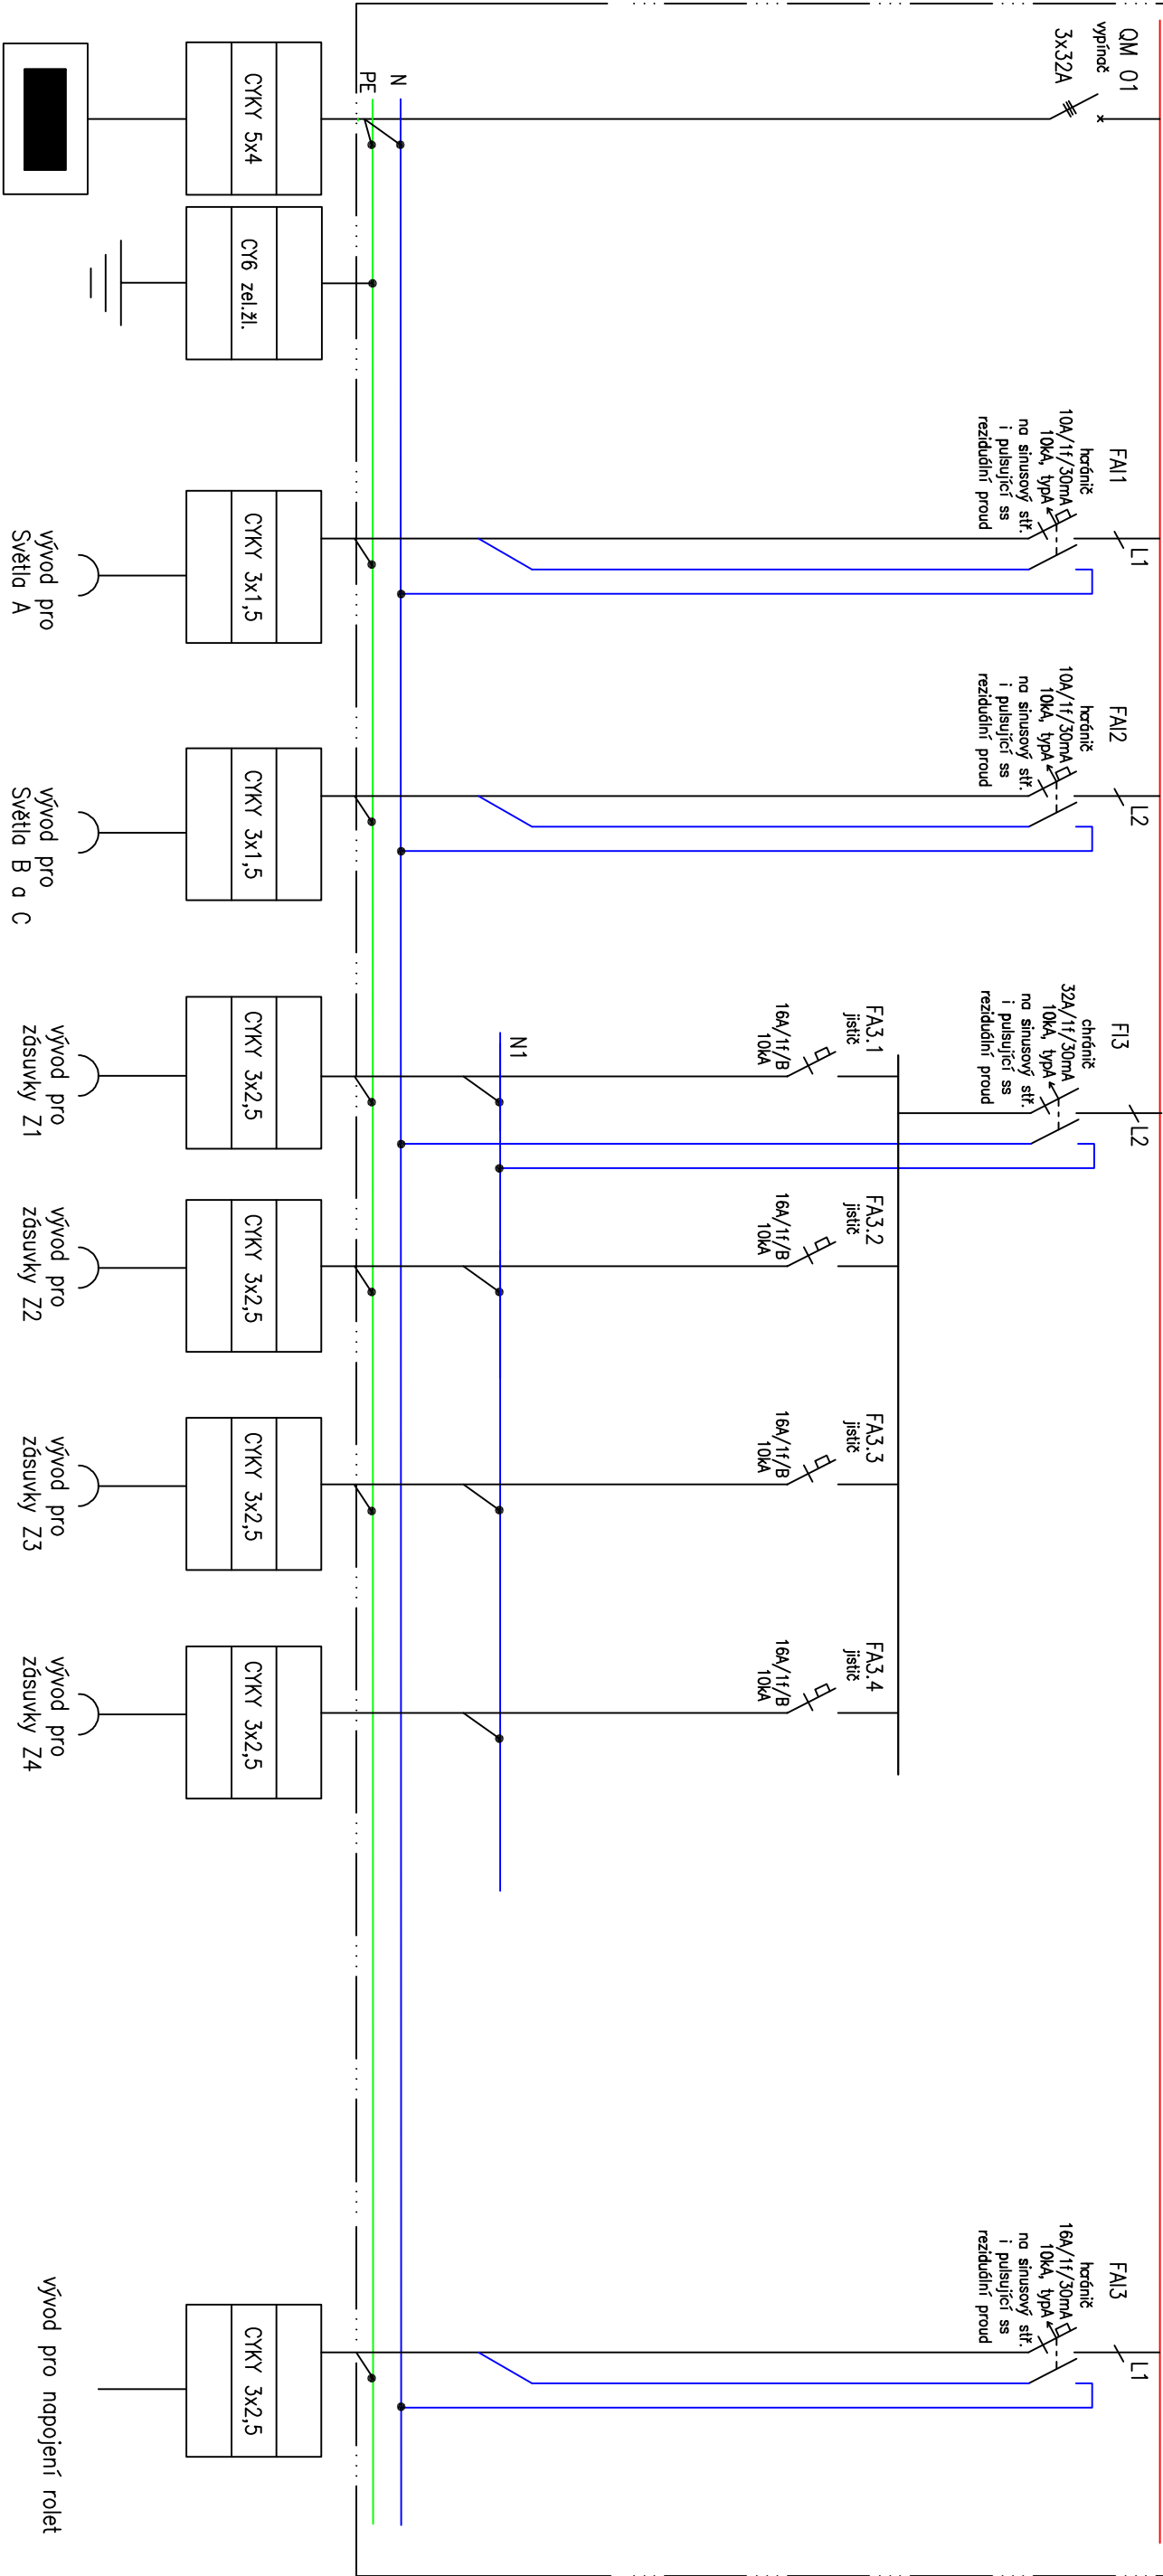 QM 01
vypínač
3x32A
FAI1
hránič
10A/1f/30mA
10kA, typA
na sinusový stř.
i pulsující ss
reziduální proud
L1
FAI2
hránič
10A/1f/30mA
10kA, typA
na sinusový stř.
i pulsující ss
reziduální proud
L2
FI3
chránič
32A/1f/30mA
10kA, typA
na sinusový stř.
i pulsující ss
reziduální proud
L2
FAI3
hránič
16A/1f/30mA
10kA, typA
na sinusový stř.
i pulsující ss
reziduální proud
L1
FA3.1
jistič
16A/1f/B
10kA
FA3.2
jistič
16A/1f/B
10kA
FA3.3
jistič
16A/1f/B
10kA
FA3.4
jistič
16A/1f/B
10kA
N1
N
PE
CYKY 5x4
CY6 zel.žl.
CYKY 3x1,5
CYKY 3x1,5
CYKY 3x2,5
CYKY 3x2,5
CYKY 3x2,5
CYKY 3x2,5
CYKY 3x2,5
vývod pro
Světla A
vývod pro
Světla B a C
vývod pro
zásuvky Z1
vývod pro
zásuvky Z2
vývod pro
zásuvky Z3
vývod pro
zásuvky Z4
vývod pro napojení rolet